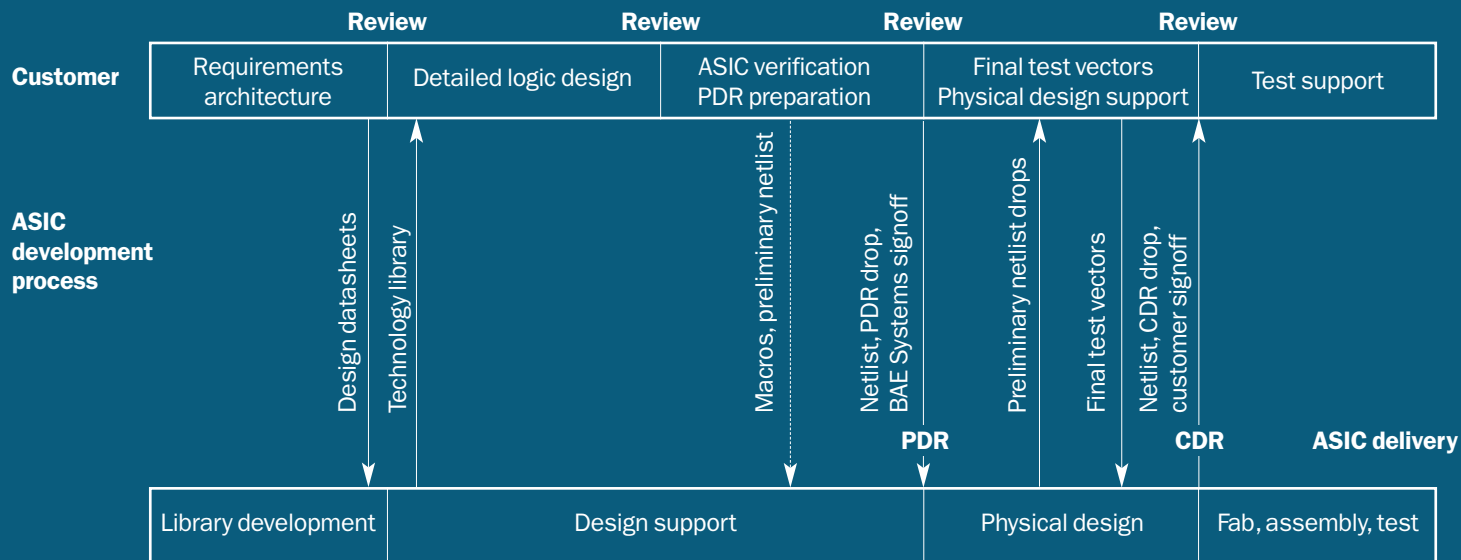 Review
Review
Review
Review
Customer
Requirements
architecture
Detailed logic design
ASIC verification
PDR preparation
Final test vectors
Physical design support
Test support
ASIC
development
process
Design datasheets
Technology library
Macros, preliminary netlist
Netlist, PDR drop,
BAE Systems signoff
Preliminary netlist drops
Final test vectors
Netlist, CDR drop,
customer signoff
PDR
CDR
ASIC delivery
Library development
Design support
Physical design
Fab, assembly, test